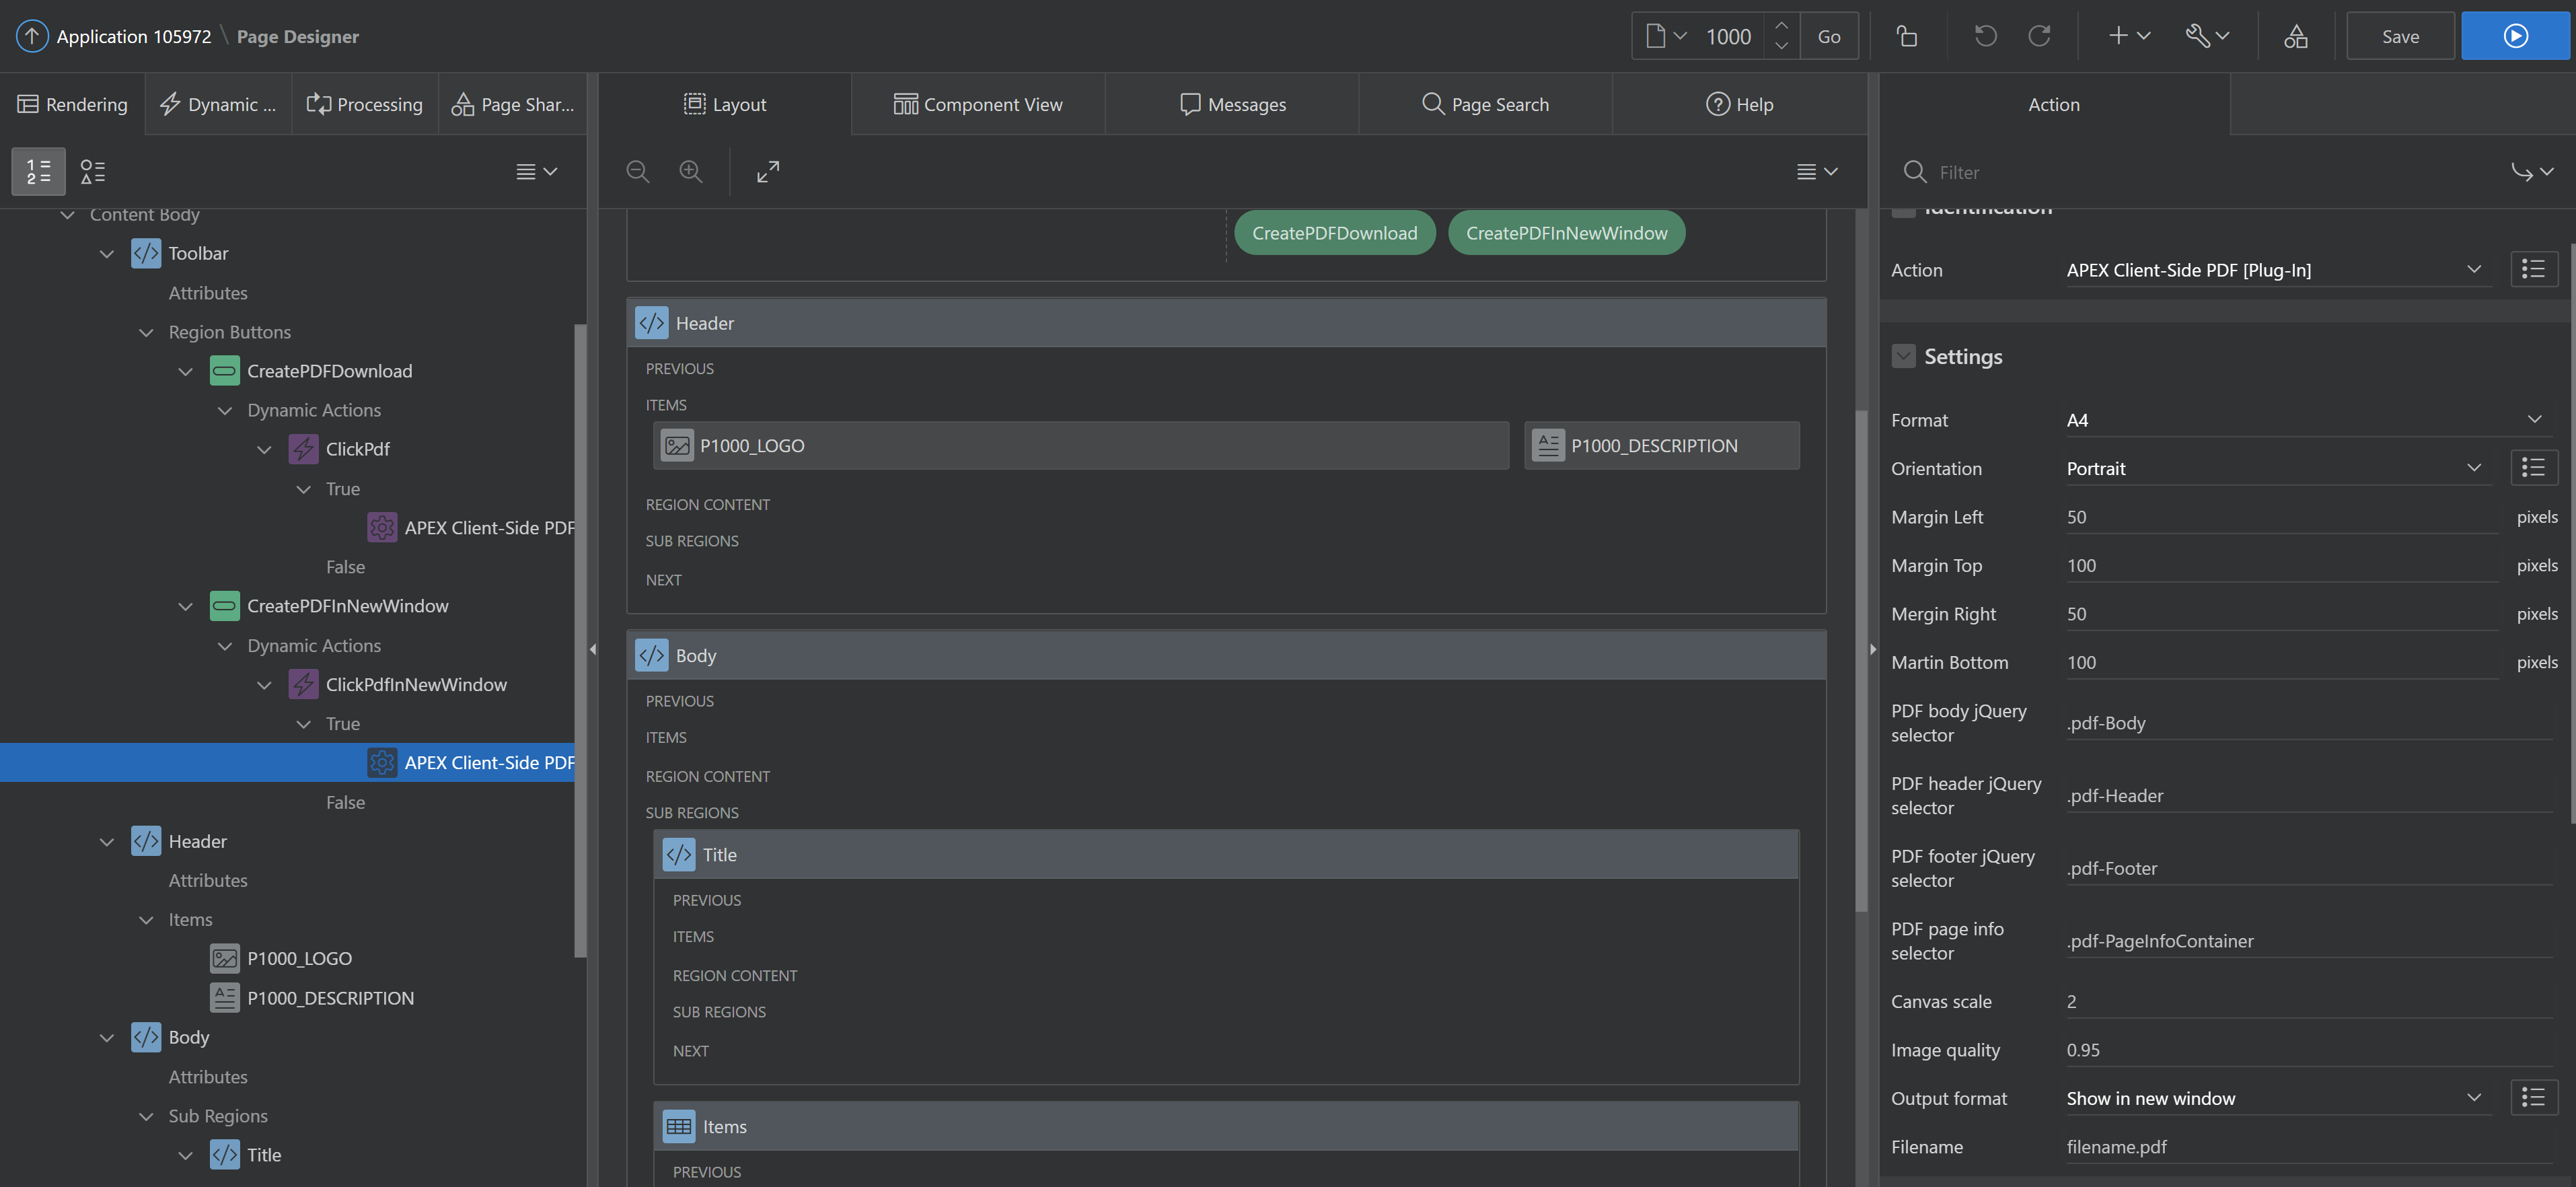 Application 105972 \ Page Designer
1000
Go
Save
Rendering
Dynamic ...
Processing
Page Shar...
Layout
Component View
Messages
Page Search
Help
Action
1
2
Content Body
Toolbar
Attributes
Region Buttons
CreatePDFDownload
Dynamic Actions
ClickPdf
True
APEX Client-Side PDF
False
CreatePDFInNewWindow
Dynamic Actions
ClickPdfInNewWindow
True
APEX Client-Side PDF
False
Header
Attributes
Items
P1000_LOGO
P1000_DESCRIPTION
Body
Attributes
Sub Regions
Title
CreatePDFDownload
CreatePDFInNewWindow
Header
PREVIOUS
ITEMS
P1000_LOGO
P1000_DESCRIPTION
REGION CONTENT
SUB REGIONS
NEXT
Body
PREVIOUS
ITEMS
REGION CONTENT
SUB REGIONS
Title
PREVIOUS
ITEMS
REGION CONTENT
SUB REGIONS
NEXT
Items
PREVIOUS
Filter
Identification
Action APEX Client-Side PDF [Plug-In]
Settings
Format A4
Orientation Portrait
Margin Left 50 pixels
Margin Top 100 pixels
Mergin Right 50 pixels
Martin Bottom 100 pixels
PDF body jQuery
selector
.pdf-Body
PDF header jQuery
selector
.pdf-Header
PDF footer jQuery
selector
.pdf-Footer
PDF page info
selector
.pdf-PageInfoContainer
Canvas scale 2
Image quality 0.95
Output format Show in new window
Filename filename.pdf